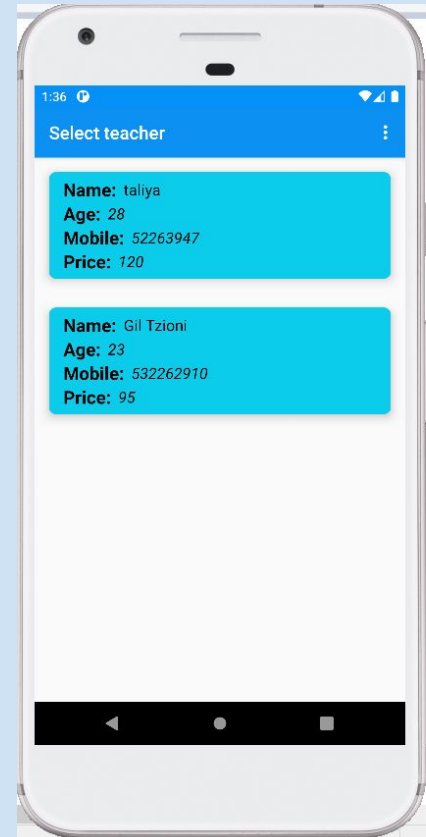 1:36
Select teacher
Name: taliya
Age: 28
Mobile: 52263947
Price: 120
Name: Gil Tzioni
Age: 23
Mobile: 532262910
Price: 95